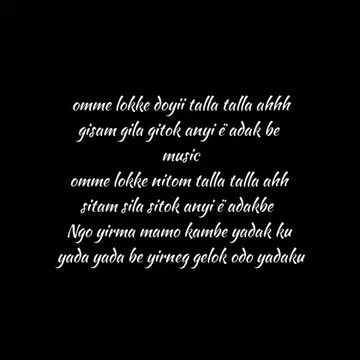 omme lokke doyii talla talla ahhh
gisam gila gitok anyi ë adak be
music
omme lokke nitom talla talla ahh
sitam sila sitok anyi ë adakbe
Ngo yirma mamo kambe yadak ku
yada yada be yirneg gelok odo yadaku